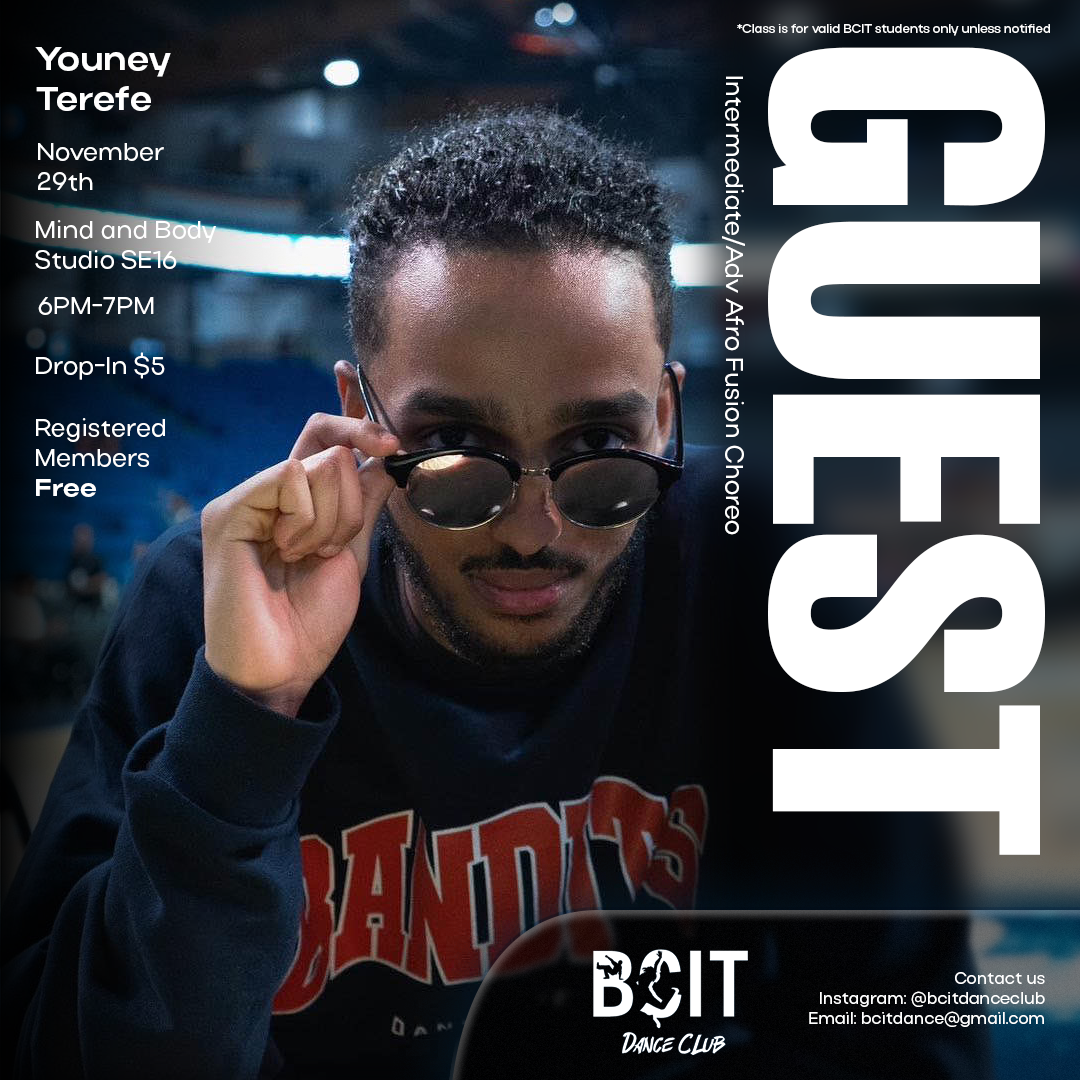 *Class is for valid BCIT students only unless notified
Youney
Terefe
November
29th
Mind and Body
Studio SE16
6PM-7PM
Drop-In $5
Registered
Members
Free
Intermediate/Adv Afro Fusion Choreo
GUEST
BANDITS
DAN
BCIT
DANCE CLUB
Contact us
Instagram: @bcitdanceclub
Email: bcitdance@gmail.com